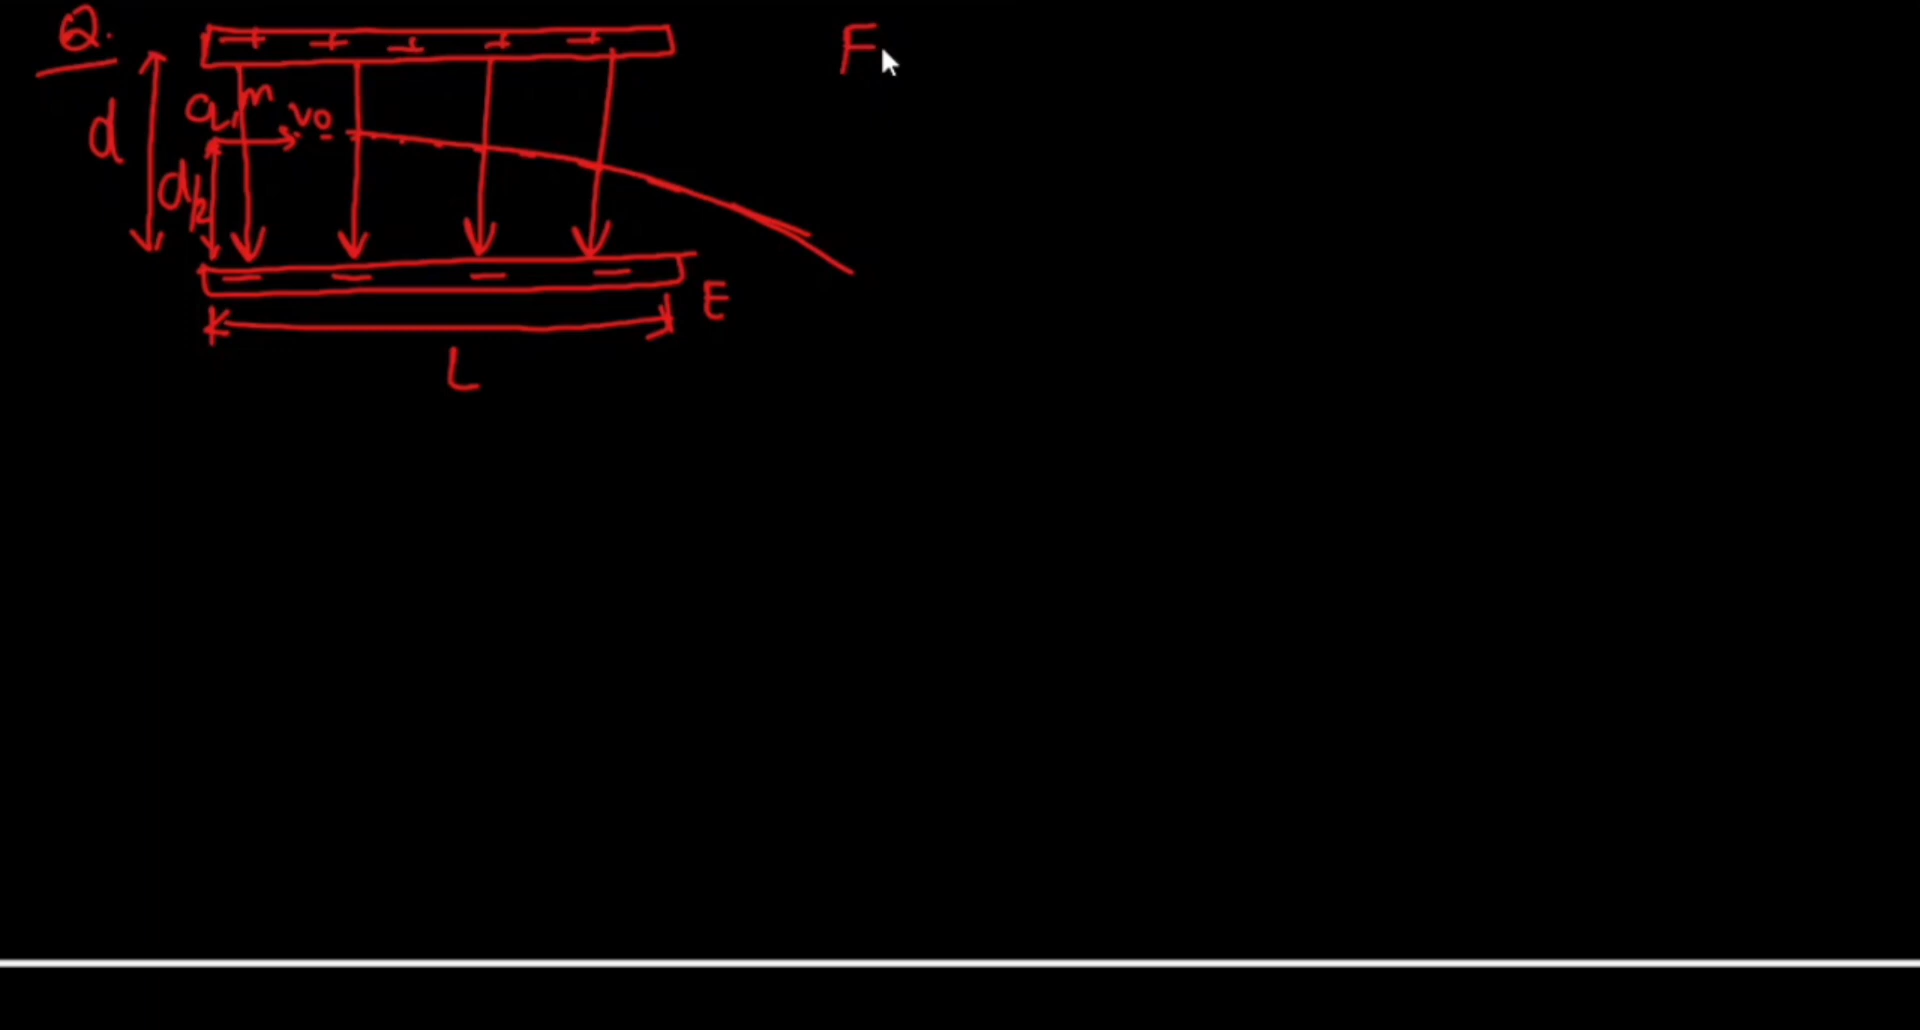 Q.
+ + + + +
F
d
q, m
v0
d/2
- - - -
E
L